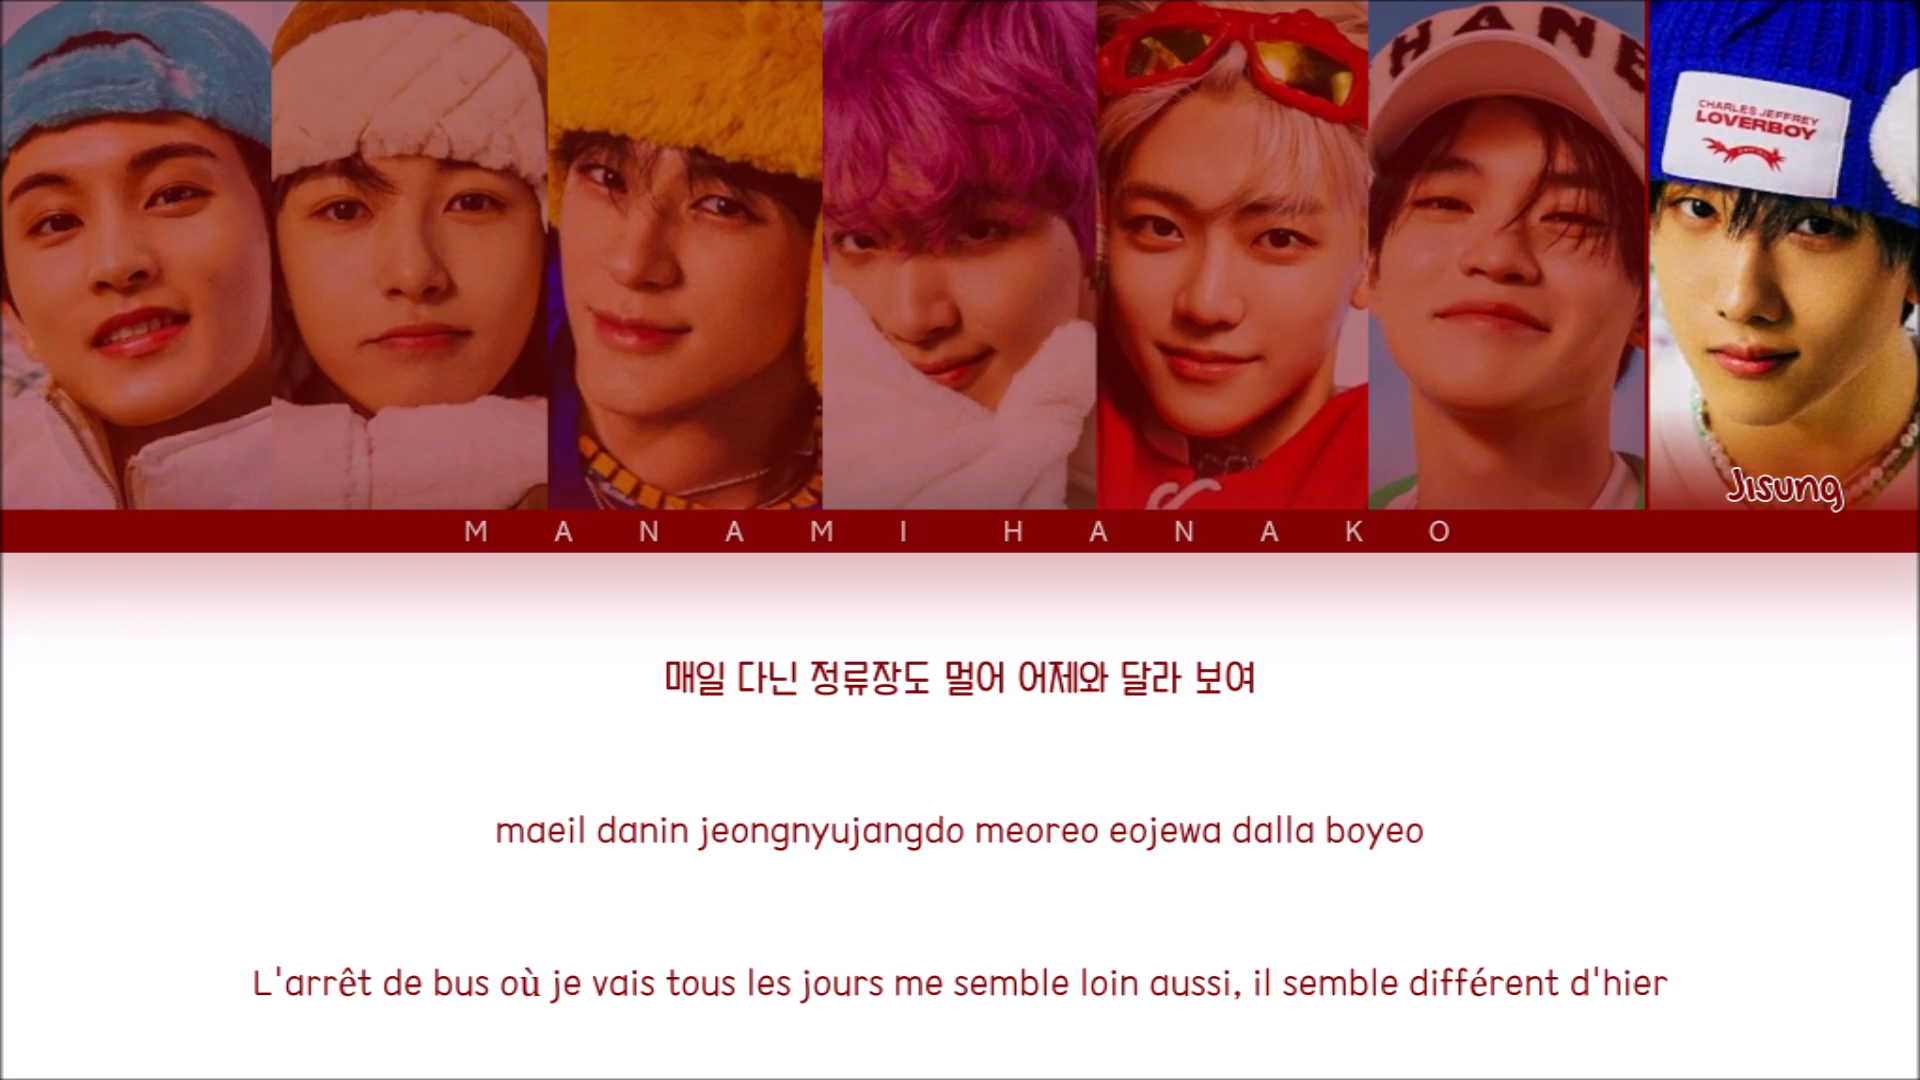 HANE
CHARLES JEFFREY
LOVERBOY
Jisung
MANAMI HANAKO
매일 다닌 정류장도 멀어 어제와 달라 보여
maeil danin jeongnyujangdo meoreo eojewa dalla boyeo
L'arrêt de bus où je vais tous les jours me semble loin aussi, il semble différent d'hier